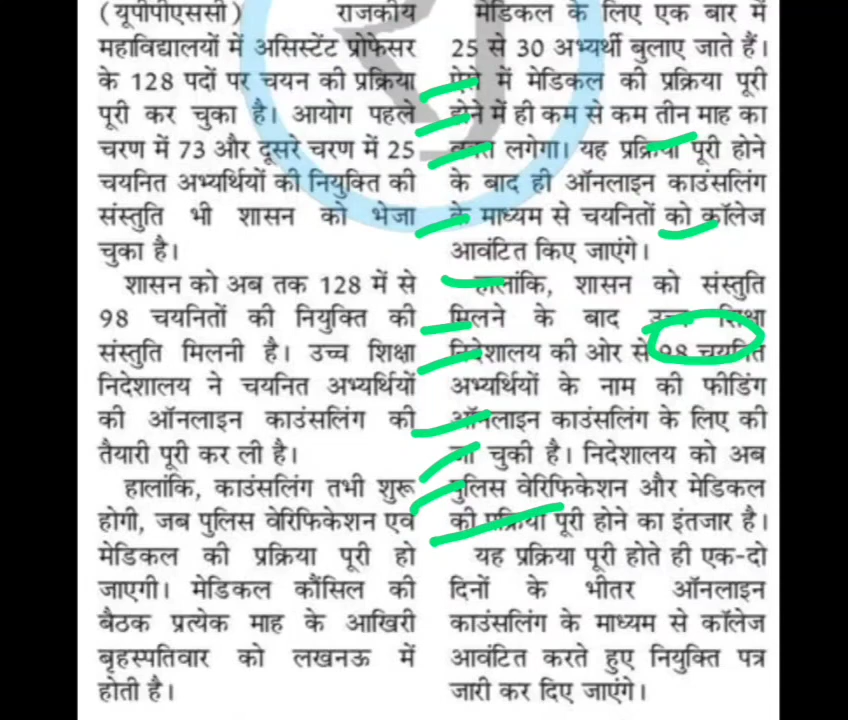 (यूपीपीएससी) राजकीय
महाविद्यालयों में असिस्टेंट प्रोफेसर
के 128 पदों पर चयन की प्रक्रिया
पूरी कर चुका है। आयोग पहले
चरण में 73 और दूसरे चरण में 25
चयनित अभ्यर्थियों की नियुक्ति की
संस्तुति भी शासन को भेजा
चुका है।
शासन को अब तक 128 में से
98 चयनितों की नियुक्ति की
संस्तुति मिलनी है। उच्च शिक्षा
निदेशालय ने चयनित अभ्यर्थियों
की ऑनलाइन काउंसलिंग की
तैयारी पूरी कर ली है।
हालांकि, काउंसलिंग तभी शुरू
होगी, जब पुलिस वेरिफिकेशन एवं
मेडिकल की प्रक्रिया पूरी हो
जाएगी। मेडिकल कौंसिल की
बैठक प्रत्येक माह के आखिरी
बृहस्पतिवार को लखनऊ में
होती है।
मेडिकल के लिए एक बार में
25 से 30 अभ्यर्थी बुलाए जाते हैं।
ऐसे में मेडिकल की प्रक्रिया पूरी
होने में ही कम से कम तीन माह का
वक्त लगेगा। यह प्रक्रिया पूरी होने
के बाद ही ऑनलाइन काउंसलिंग
के माध्यम से चयनितों को कॉलेज
आवंटित किए जाएंगे।
हालांकि, शासन को संस्तुति
मिलने के बाद उच्च शिक्षा
निदेशालय की ओर से 98 चयनित
अभ्यर्थियों के नाम की फीडिंग
ऑनलाइन काउंसलिंग के लिए की
जा चुकी है। निदेशालय को अब
पुलिस वेरिफिकेशन और मेडिकल
की प्रक्रिया पूरी होने का इंतजार है।
यह प्रक्रिया पूरी होते ही एक-दो
दिनों के भीतर ऑनलाइन
काउंसलिंग के माध्यम से कॉलेज
आवंटित करते हुए नियुक्ति पत्र
जारी कर दिए जाएंगे।